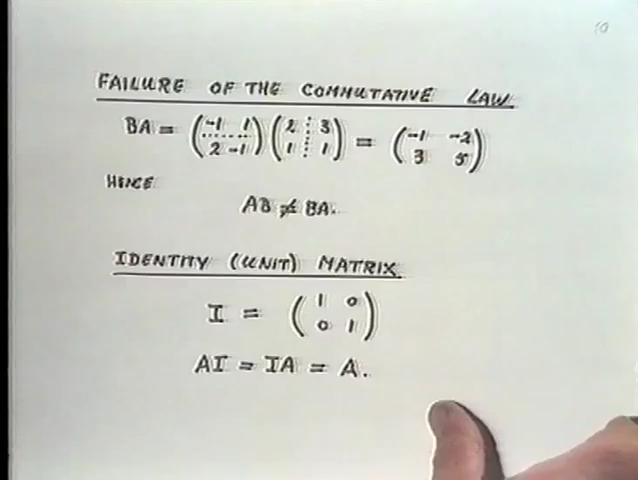 10
FAILURE OF THE COMMUTATIVE LAW
BA = (-1 1 / 2 -1) (2 3 / 1 1) = (-1 -2 / 3 5)
HENCE
AB ≠ BA.
IDENTITY (UNIT) MATRIX
I = (1 0 / 0 1)
AI = IA = A.